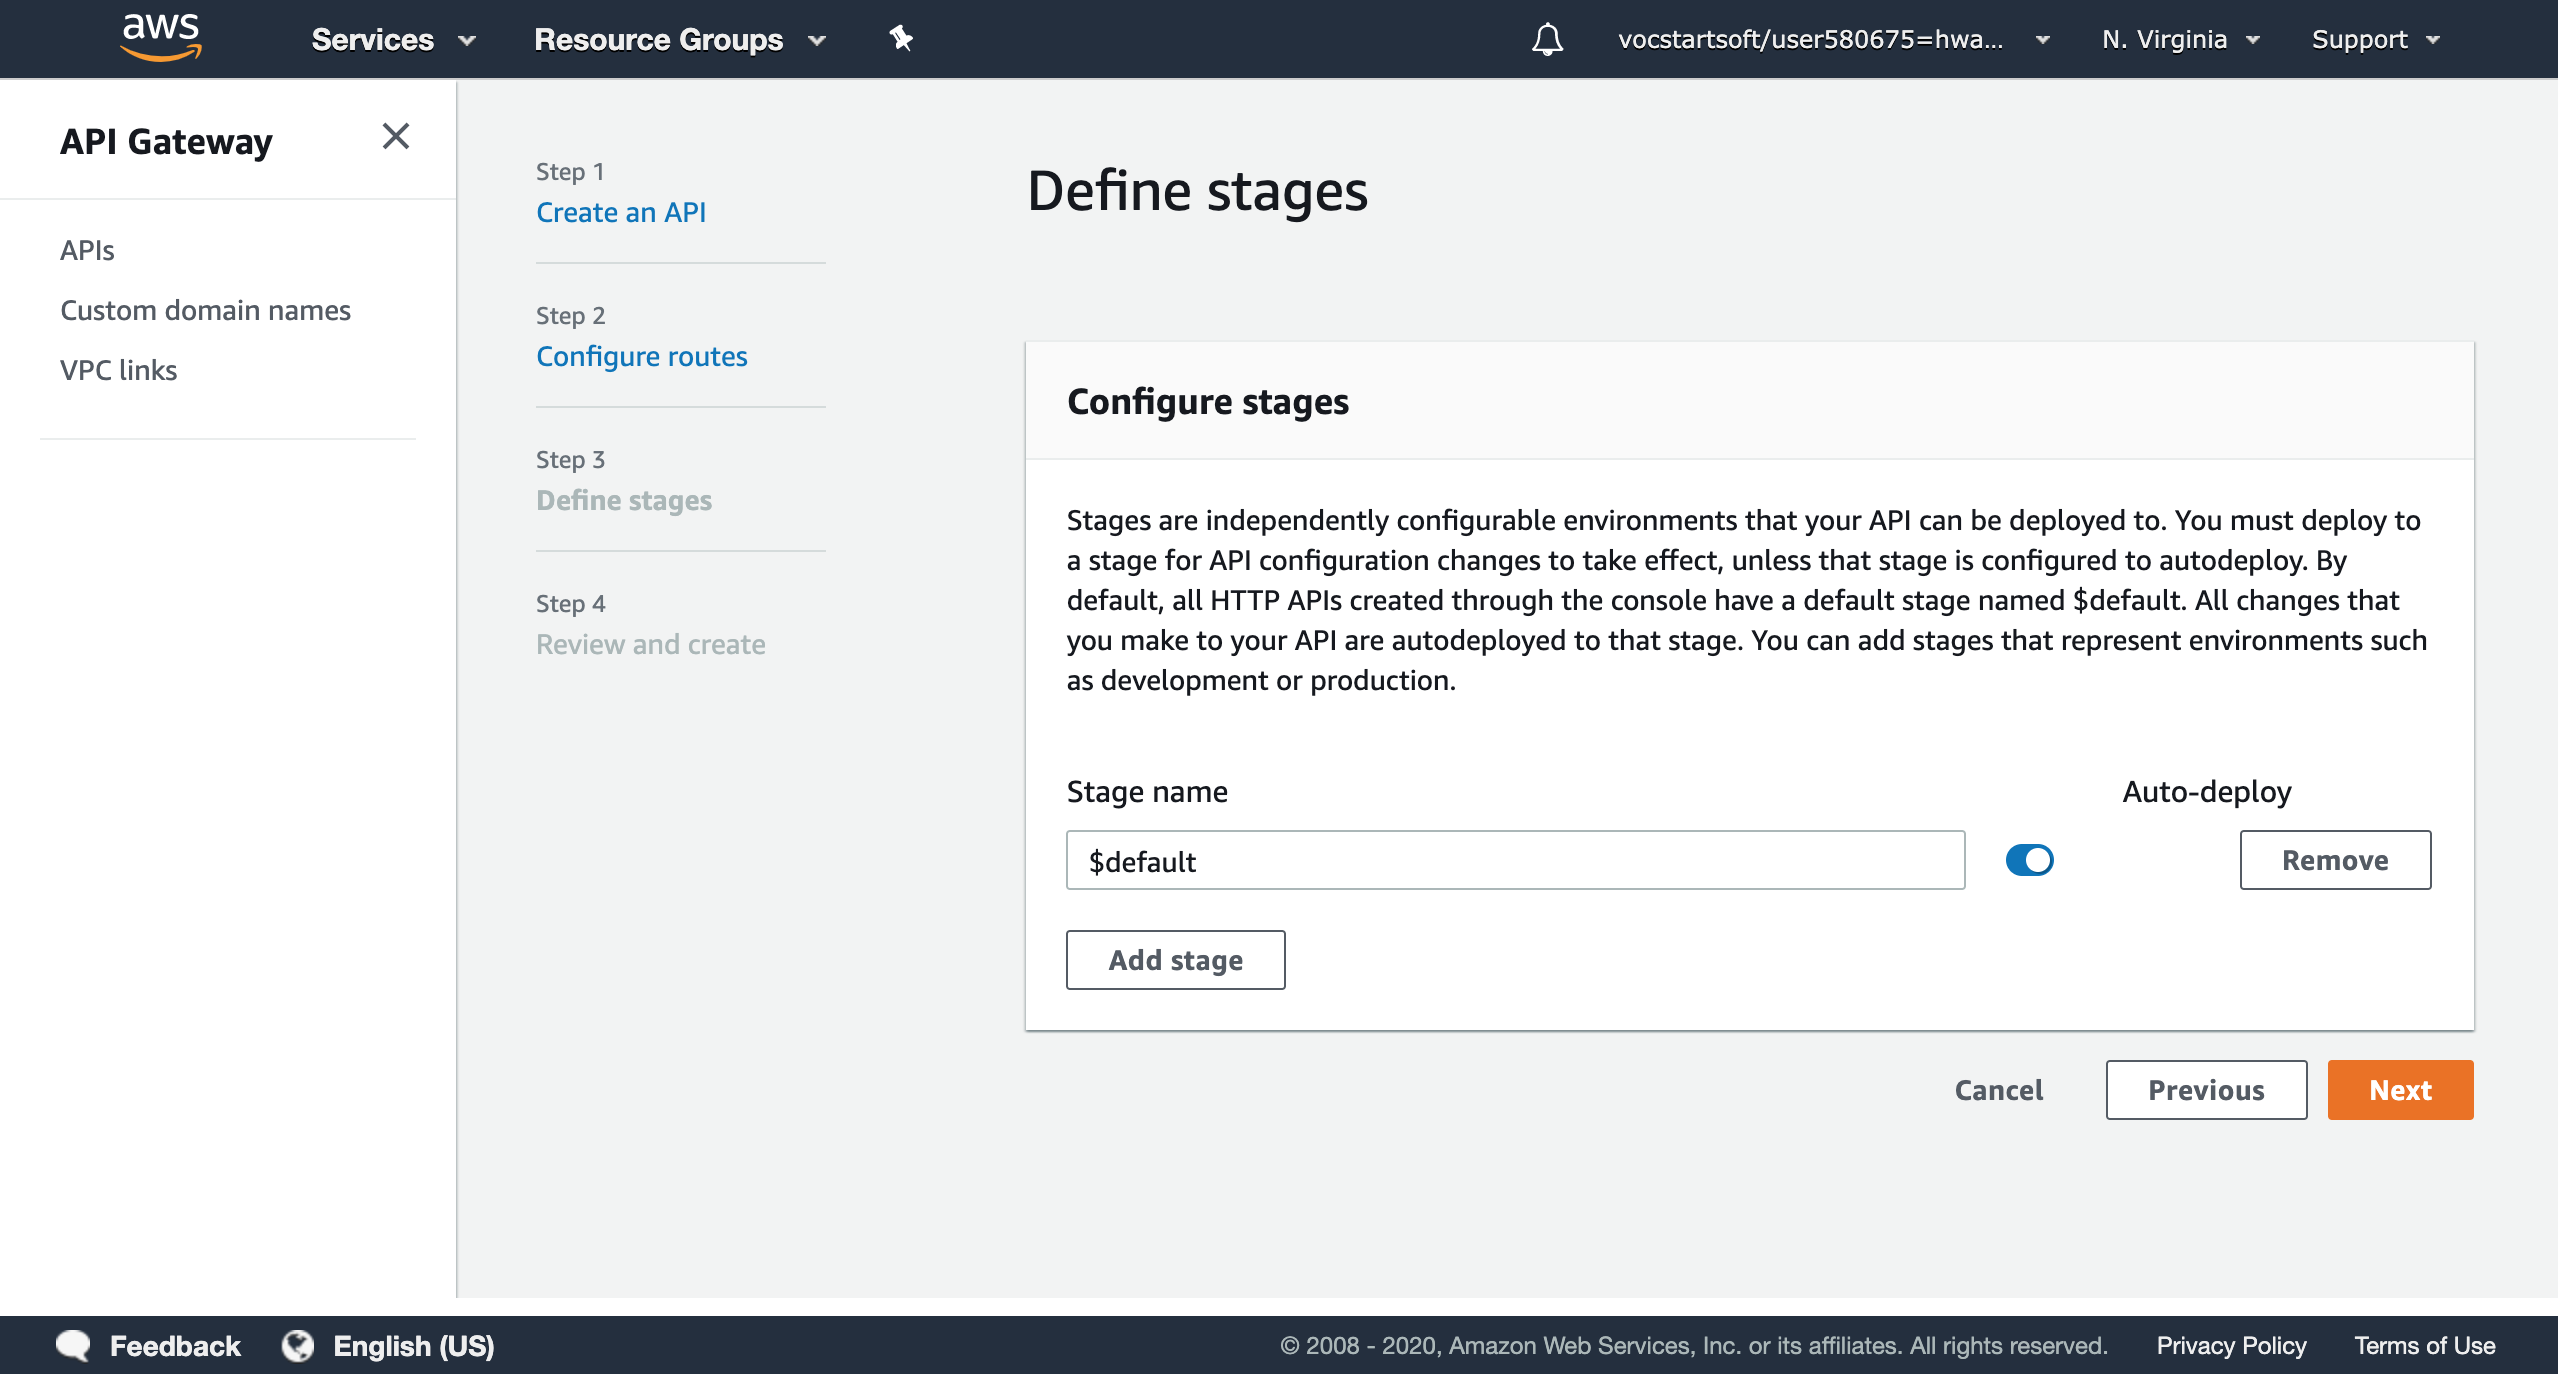 aws
Services
Resource Groups
vocstartsoft/user580675=hwa...
N. Virginia
Support
API Gateway
APIs
Custom domain names
VPC links
Step 1
Create an API
Step 2
Configure routes
Step 3
Define stages
Step 4
Review and create
Define stages
Configure stages
Stages are independently configurable environments that your API can be deployed to. You must deploy to
a stage for API configuration changes to take effect, unless that stage is configured to autodeploy. By
default, all HTTP APIs created through the console have a default stage named $default. All changes that
you make to your API are autodeployed to that stage. You can add stages that represent environments such
as development or production.
Stage name
Auto-deploy
$default
Remove
Add stage
Cancel
Previous
Next
Feedback
English (US)
© 2008 - 2020, Amazon Web Services, Inc. or its affiliates. All rights reserved.
Privacy Policy
Terms of Use